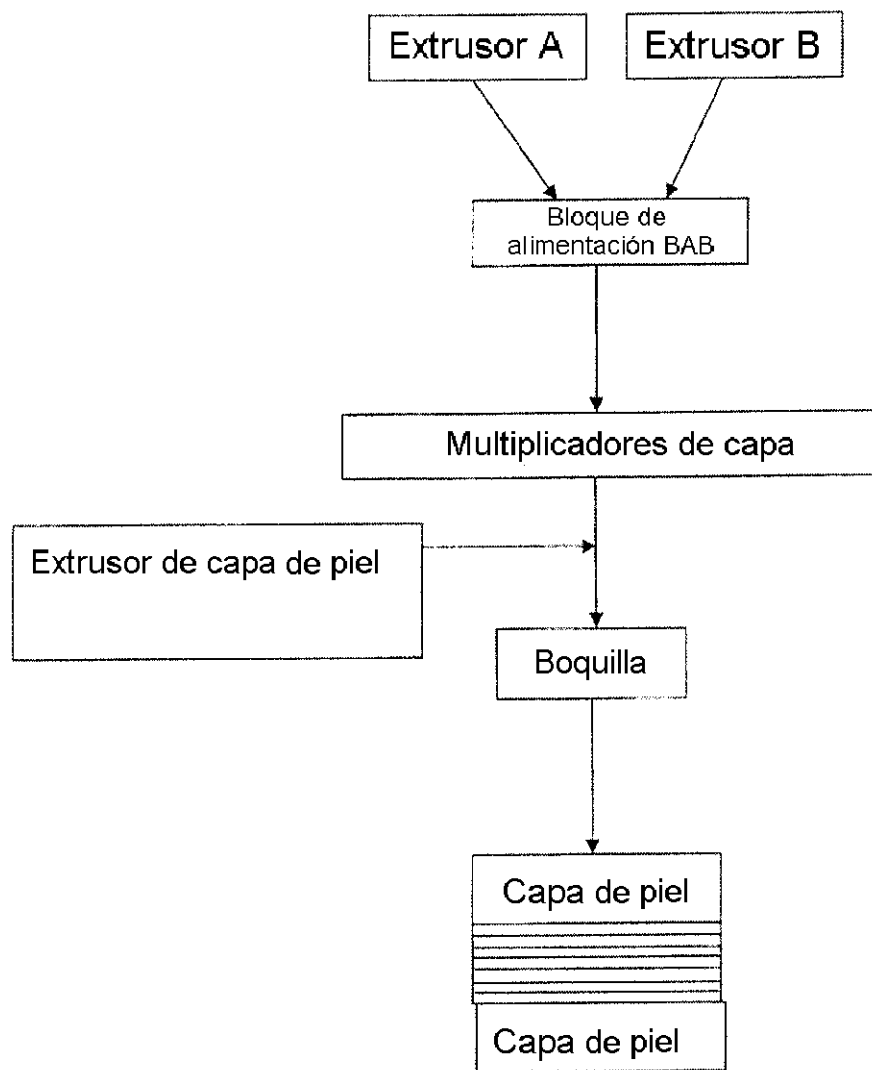 Extrusor A
Extrusor B
Bloque de
alimentación BAB
Multiplicadores de capa
Extrusor de capa de piel
Boquilla
Capa de piel
Capa de piel